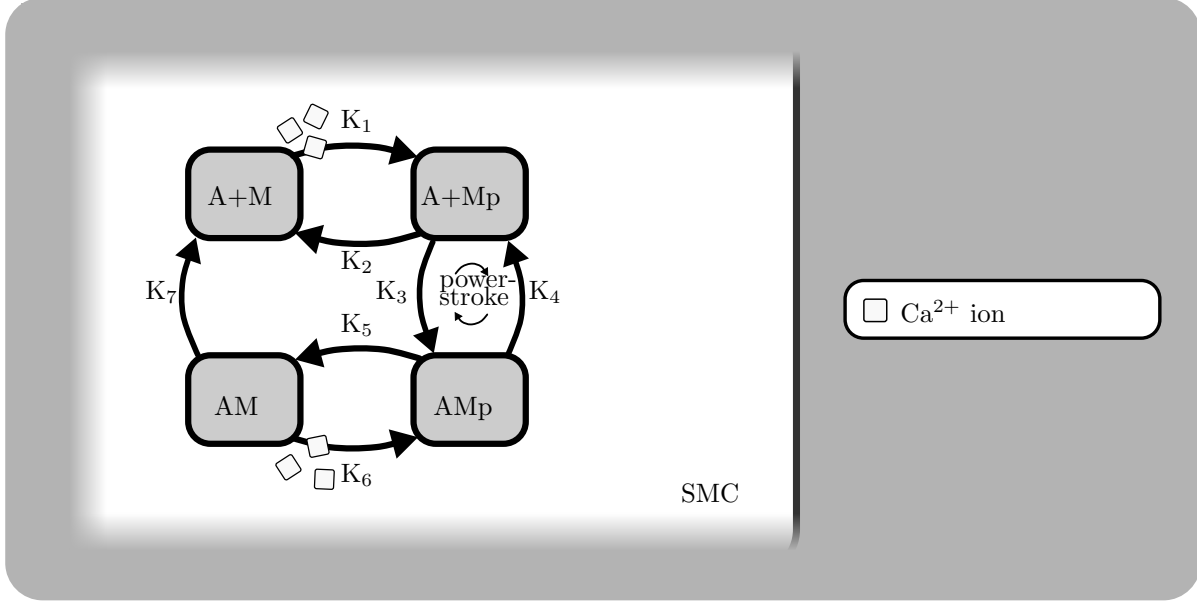 K₁
A+M
A+Mp
K₂
K₇
K₃
power-
stroke
K₄
K₅
AM
AMp
K₆
SMC
Ca²⁺ ion